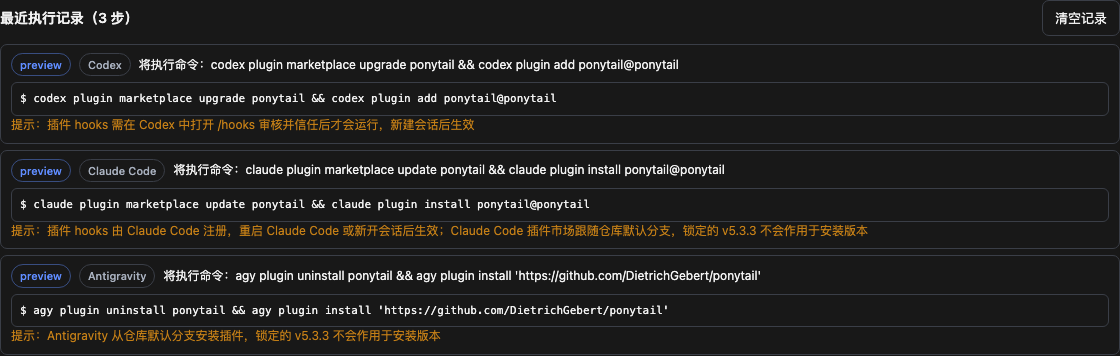 最近执行记录（3 步）
清空记录
preview Codex 将执行命令：codex plugin marketplace upgrade ponytail && codex plugin add ponytail@ponytail
$ codex plugin marketplace upgrade ponytail && codex plugin add ponytail@ponytail
提示：插件 hooks 需在 Codex 中打开 /hooks 审核并信任后才会运行，新建会话后生效
preview Claude Code 将执行命令：claude plugin marketplace update ponytail && claude plugin install ponytail@ponytail
$ claude plugin marketplace update ponytail && claude plugin install ponytail@ponytail
提示：插件 hooks 由 Claude Code 注册，重启 Claude Code 或新开会话后生效；Claude Code 插件市场跟随仓库默认分支，锁定的 v5.3.3 不会作用于安装版本
preview Antigravity 将执行命令：agy plugin uninstall ponytail && agy plugin install 'https://github.com/DietrichGebert/ponytail'
$ agy plugin uninstall ponytail && agy plugin install 'https://github.com/DietrichGebert/ponytail'
提示：Antigravity 从仓库默认分支安装插件，锁定的 v5.3.3 不会作用于安装版本